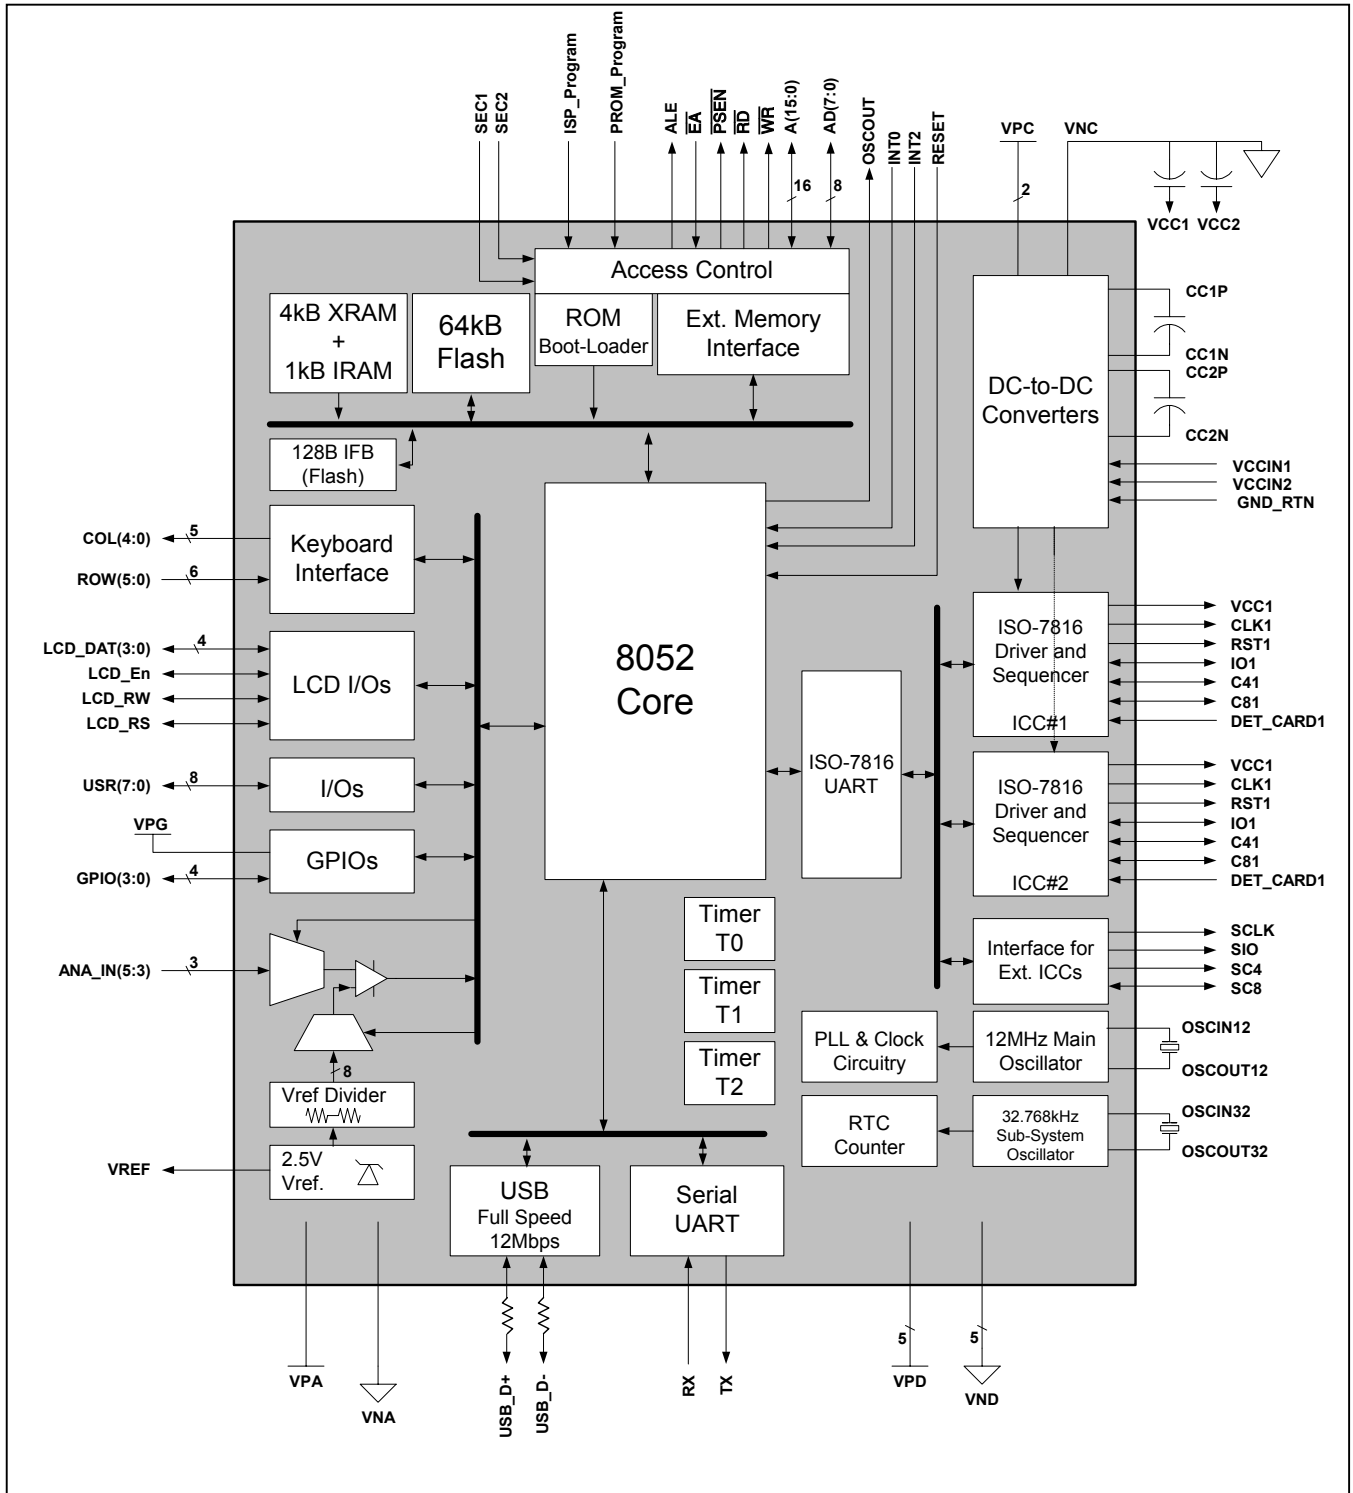 SEC1
SEC2
ISP_Program
PROM_Program
ALE
EA
PSEN
RD
WR
A(15:0)
AD(7:0)
OSCOUT
INT0
INT2
RESET
VPC
VNC
16
8
2
VCC1
VCC2
Access Control
4kB XRAM
+
1kB IRAM
64kB
Flash
ROM
Boot-Loader
Ext. Memory
Interface
DC-to-DC
Converters
CC1P
CC1N
CC2P
CC2N
VCCIN1
VCCIN2
GND_RTN
128B IFB
(Flash)
COL(4:0)
5
ROW(5:0)
6
Keyboard
Interface
LCD_DAT(3:0)
4
LCD_En
LCD_RW
LCD_RS
LCD I/Os
USR(7:0)
8
I/Os
VPG
GPIO(3:0)
4
GPIOs
8052
Core
ISO-7816
UART
ISO-7816
Driver and
Sequencer
ICC#1
VCC1
CLK1
RST1
IO1
C41
C81
DET_CARD1
ISO-7816
Driver and
Sequencer
ICC#2
VCC1
CLK1
RST1
IO1
C41
C81
DET_CARD1
ANA_IN(5:3)
3
Timer
T0
Timer
T1
Timer
T2
Interface for
Ext. ICCs
SCLK
SIO
SC4
SC8
PLL & Clock
Circuitry
12MHz Main
Oscillator
OSCIN12
OSCOUT12
8
Vref Divider
RTC
Counter
32.768kHz
Sub-System
Oscillator
OSCIN32
OSCOUT32
VREF
2.5V
Vref.
USB
Full Speed
12Mbps
Serial
UART
VPA
VNA
USB_D+
USB_D-
RX
TX
5
VPD
5
VND